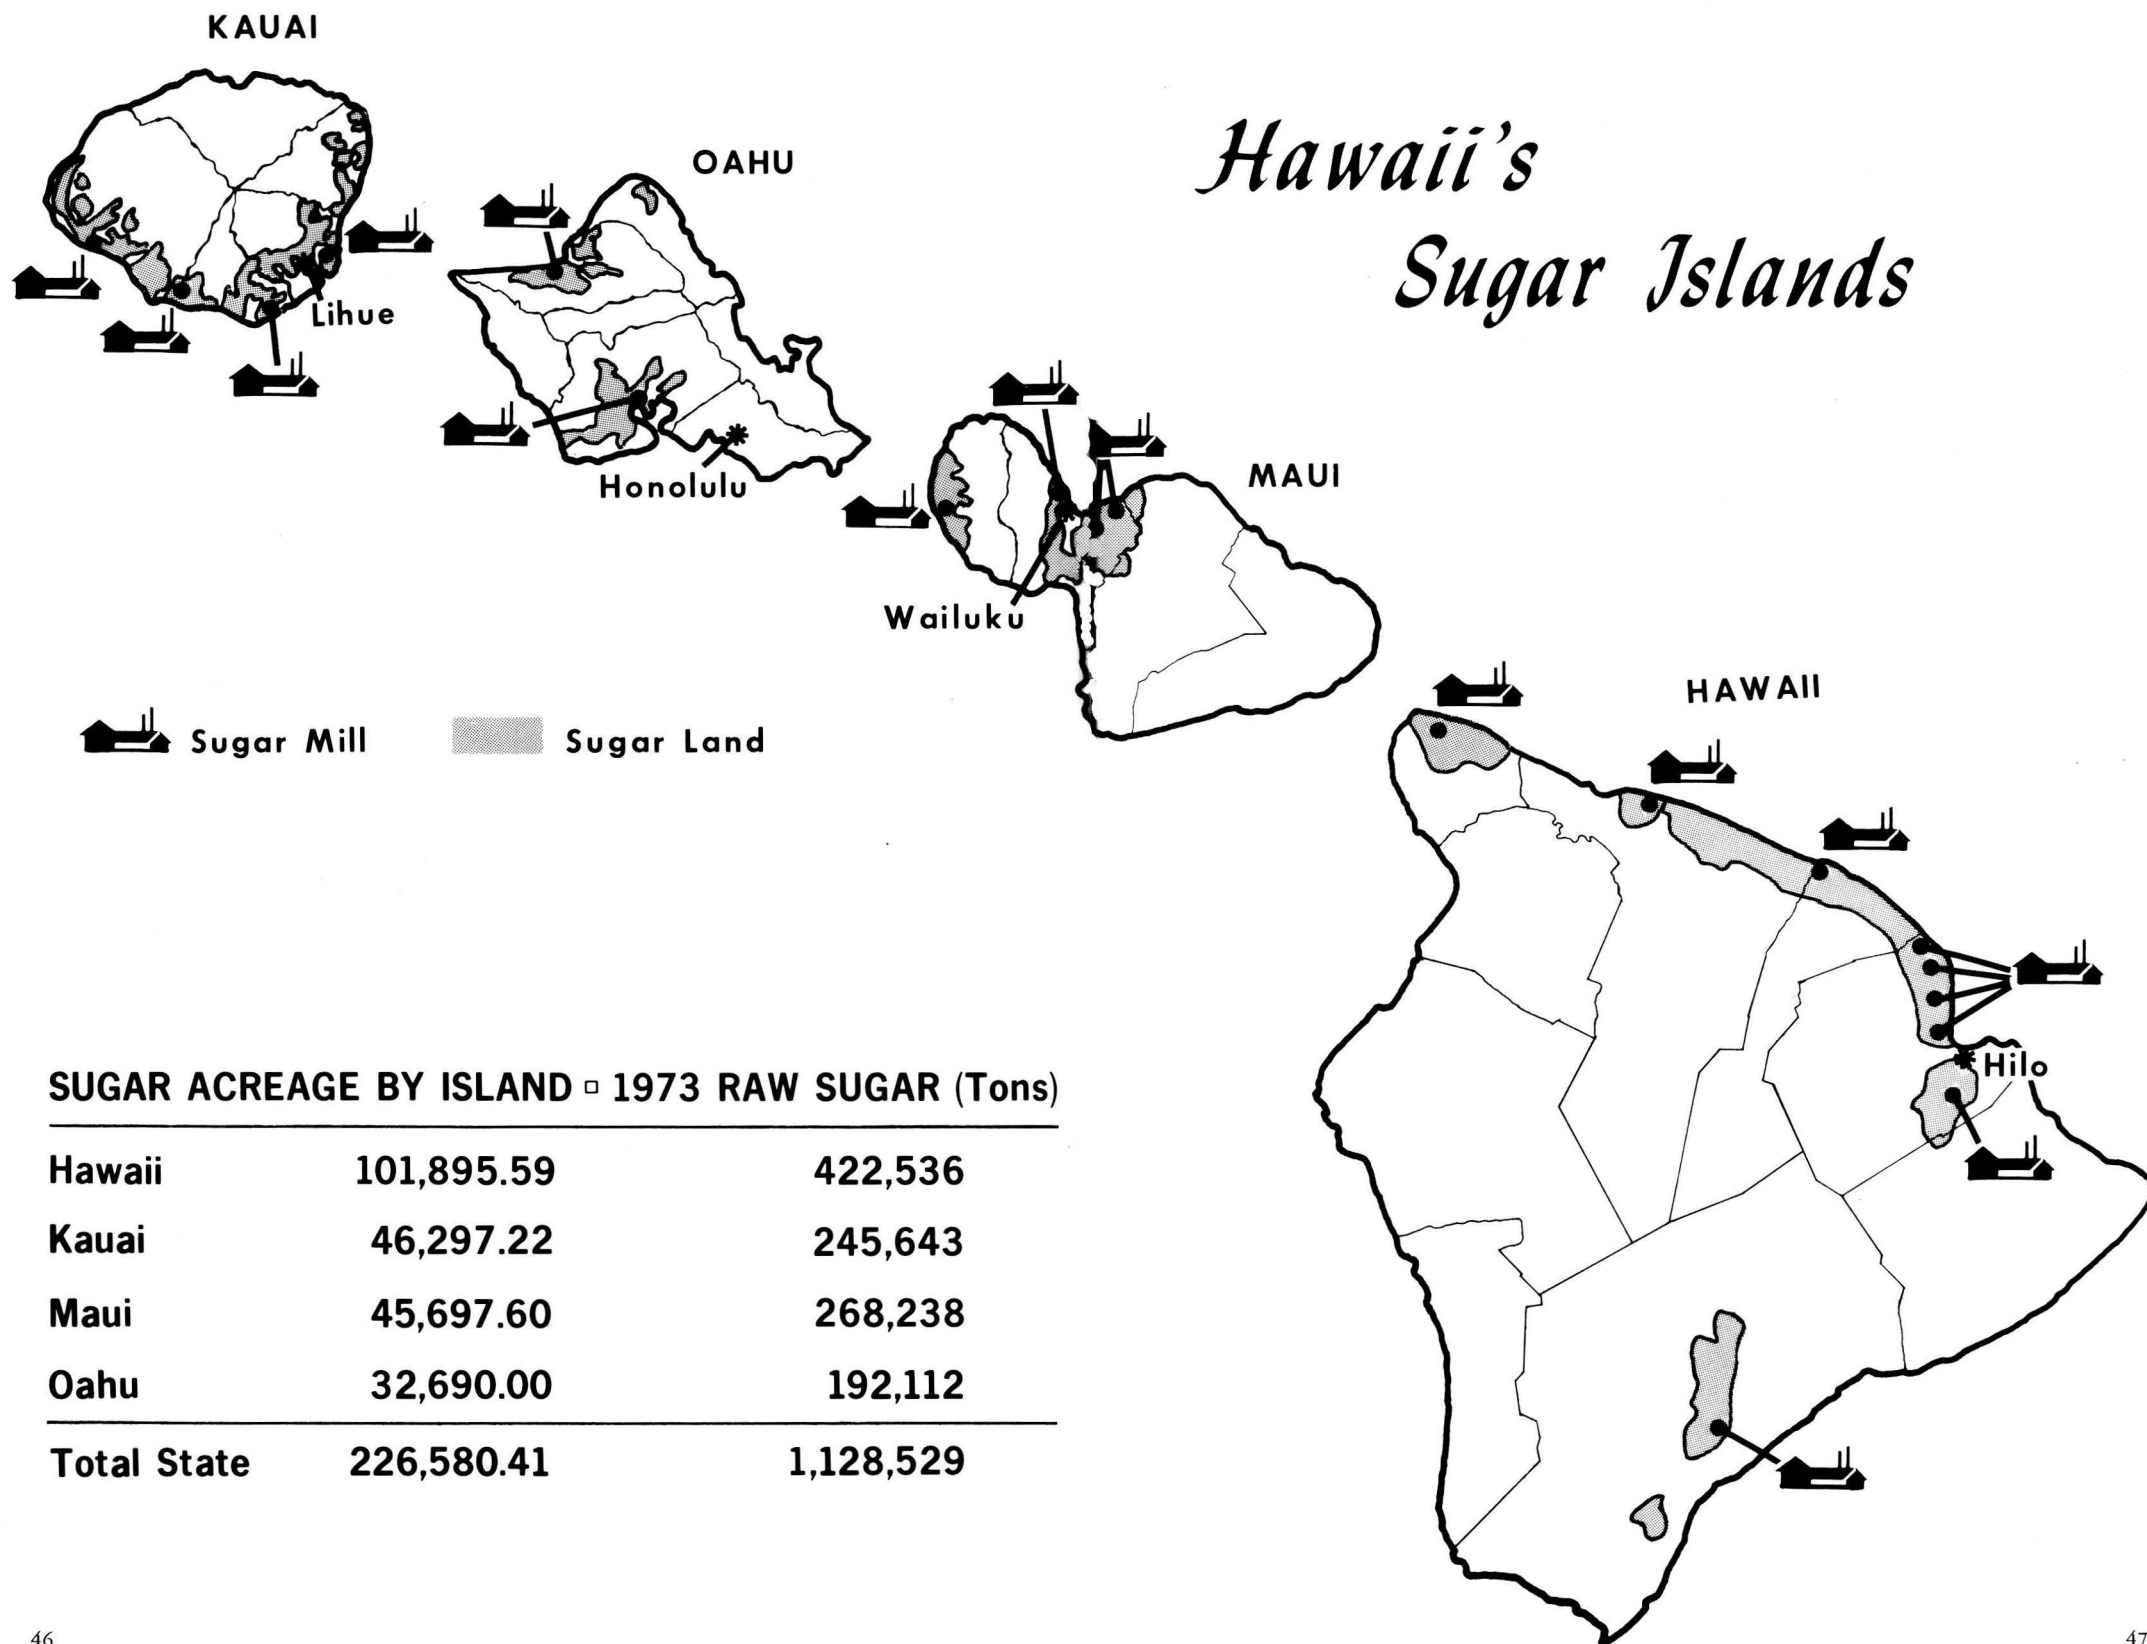 Hawaii's
Sugar Islands
KAUAI
Lihue
OAHU
Honolulu
MAUI
Wailuku
HAWAII
Hilo
Sugar Mill
Sugar Land
SUGAR ACREAGE BY ISLAND ▫ 1973 RAW SUGAR (Tons)
Hawaii 101,895.59 422,536
Kauai 46,297.22 245,643
Maui 45,697.60 268,238
Oahu 32,690.00 192,112
Total State 226,580.41 1,128,529
46
47